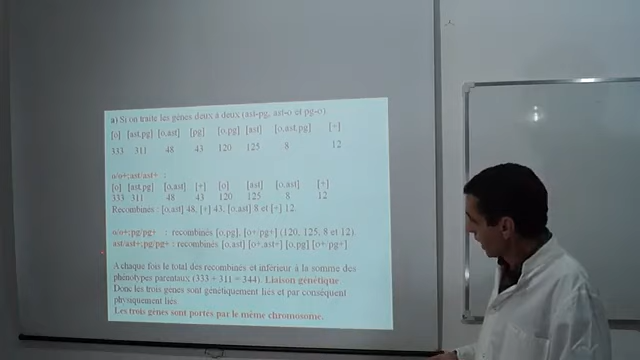 a) Si on traite les gènes deux à deux (ast-pg, ast-o et pg-o)
[o] [ast,pg] [o,ast] [pg] [o,pg] [ast] [o,ast,pg] [+]
333 311 48 43 120 125 8 12
o/o+;ast/ast+ :
[o] [ast,pg] [o,ast] [+] [o] [ast] [o,ast] [+]
333 311 48 43 120 125 8 12
Recombinés : [o,ast] 48, [+] 43, [o,ast] 8 et [+] 12.
o/o+;pg/pg+ : recombinés [o,pg], [o+/pg+] (120, 125, 8 et 12)
ast/ast+;pg/pg+ : recombinés [o,ast] [o+,ast+] [o,pg] [o+/pg+]
A chaque fois le total des recombinés et inférieur à la somme des
phénotypes parentaux (333 + 311 = 344). Liaison génétique
Donc les trois gènes sont génétiquement liés et par conséquent
physiquement liés
Les trois gènes sont portés par le même chromosome.